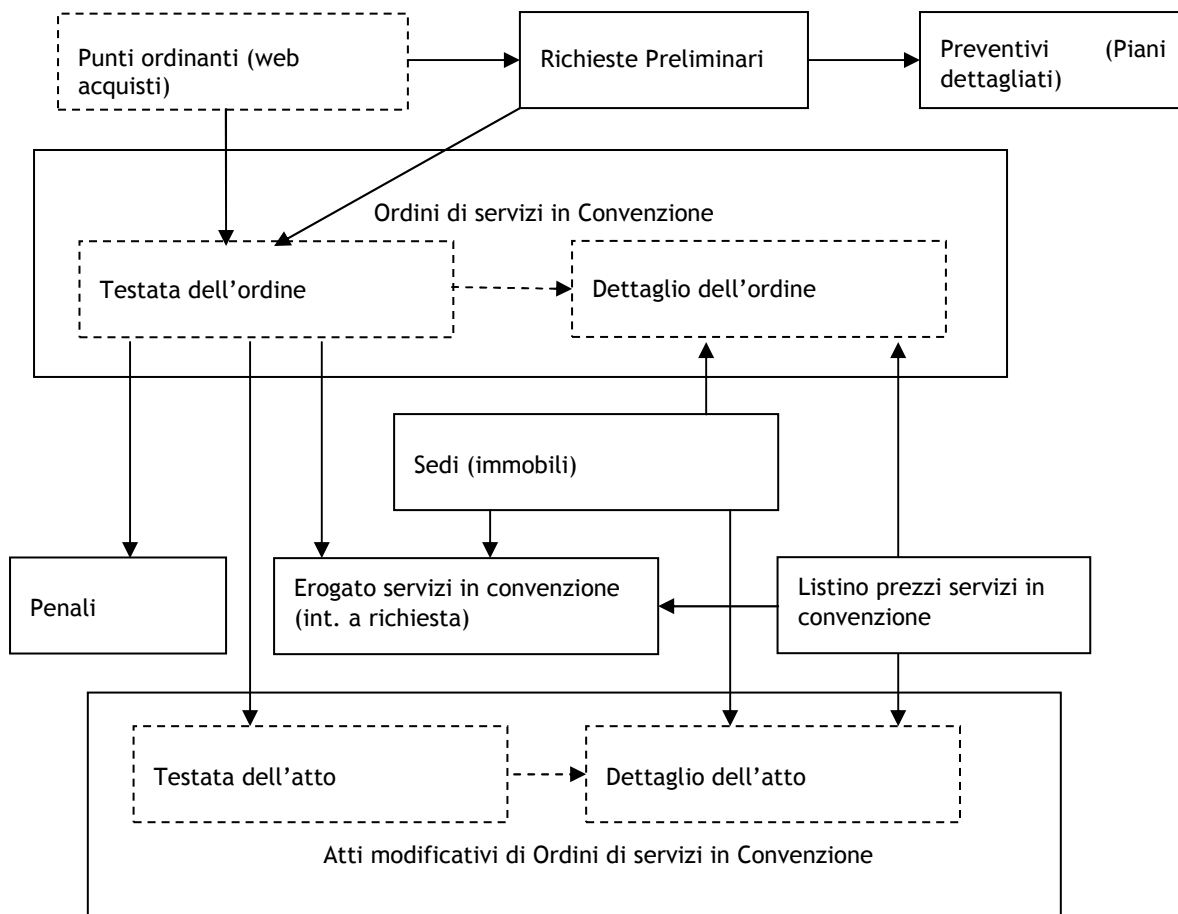 Punti ordinanti (web
acquisti)
Richieste Preliminari
Preventivi (Piani
dettagliati)
Ordini di servizi in Convenzione
Testata dell’ordine
Dettaglio dell’ordine
Sedi (immobili)
Penali
Erogato servizi in convenzione
(int. a richiesta)
Listino prezzi servizi in
convenzione
Testata dell’atto
Dettaglio dell’atto
Atti modificativi di Ordini di servizi in Convenzione